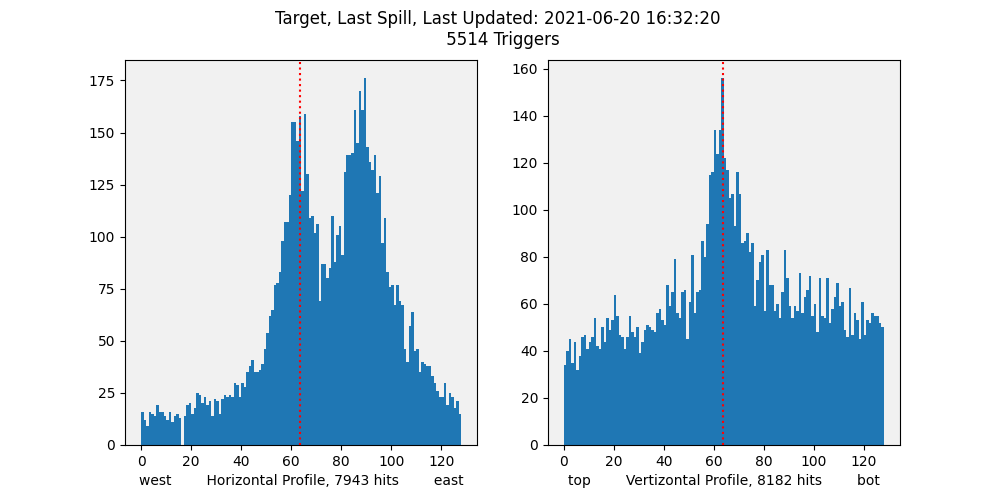 Target, Last Spill, Last Updated: 2021-06-20 16:32:20
5514 Triggers
175
150
125
100
75
50
25
0
0 20 40 60 80 100 120
west Horizontal Profile, 7943 hits east
160
140
120
100
80
60
40
20
0
0 20 40 60 80 100 120
top Vertizontal Profile, 8182 hits bot